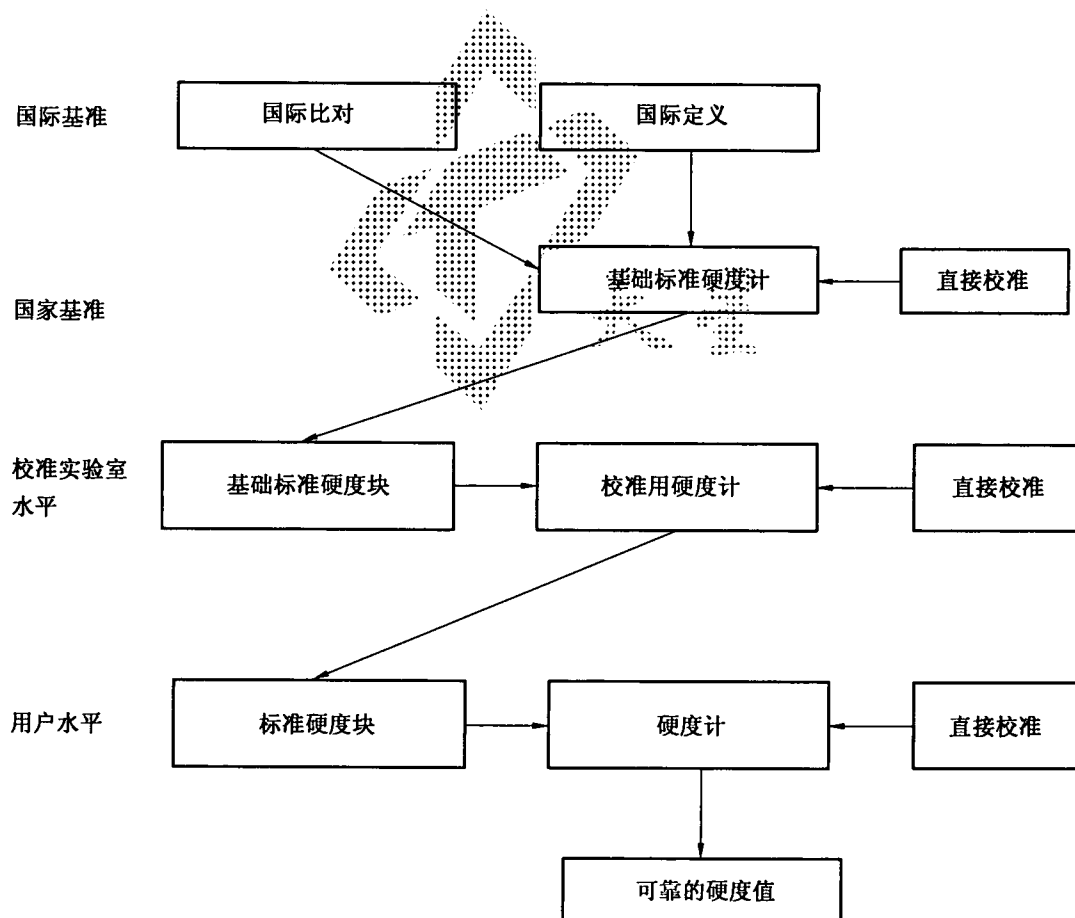 国际基准
国际比对
国际定义
国家基准
基础标准硬度计
直接校准
校准实验室
水平
基础标准硬度块
校准用硬度计
直接校准
用户水平
标准硬度块
硬度计
直接校准
可靠的硬度值